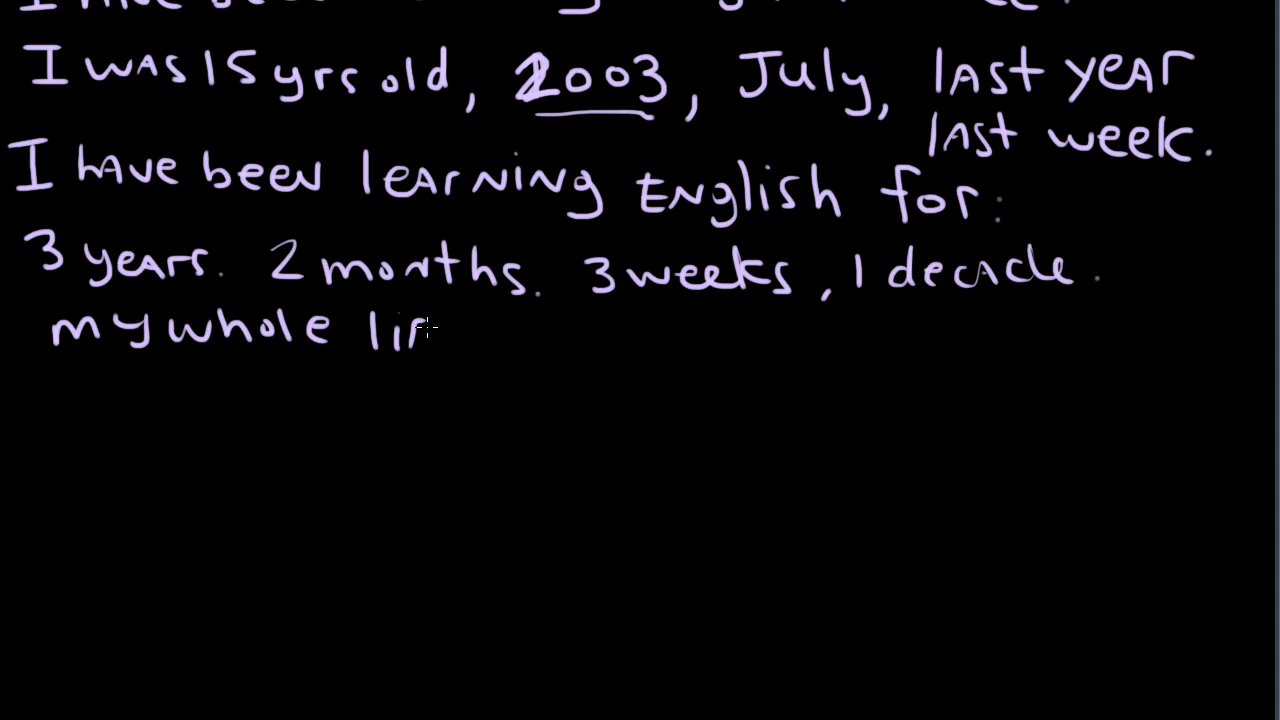 I was 15 yrs old, 2003, July, last year
last week.
I have been learning English for:
3 years. 2 months. 3 weeks, 1 decade.
my whole